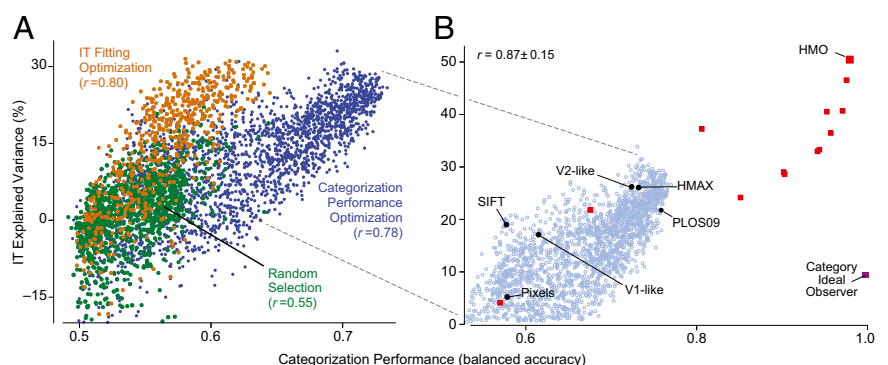 A
IT Fitting
Optimization
(r=0.80)
30
15
0
−15
IT Explained Variance (%)
Categorization
Performance
Optimization
(r=0.78)
Random
Selection
(r=0.55)
0.5
0.6
0.7
B
r = 0.87± 0.15
50
40
30
20
10
0
HMO
V2-like
HMAX
SIFT
PLOS09
V1-like
Pixels
Category
Ideal
Observer
0.6
0.8
1.0
Categorization Performance (balanced accuracy)